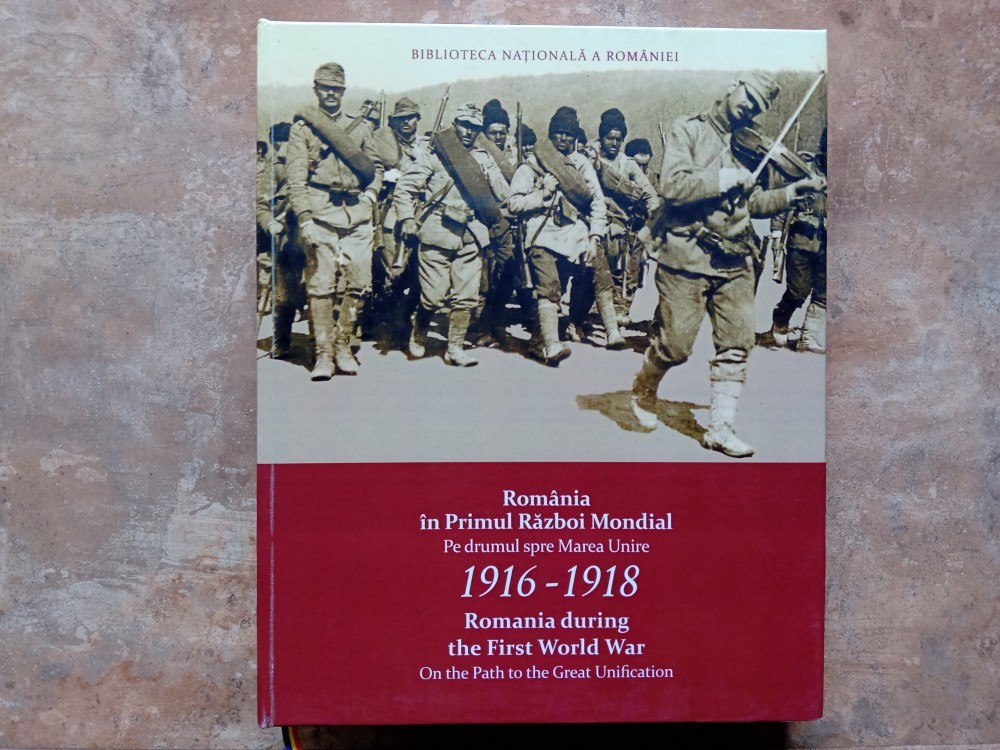 BIBLIOTECA NAȚIONALĂ A ROMÂNIEI
România
în Primul Război Mondial
Pe drumul spre Marea Unire
1916 - 1918
Romania during
the First World War
On the Path to the Great Unification